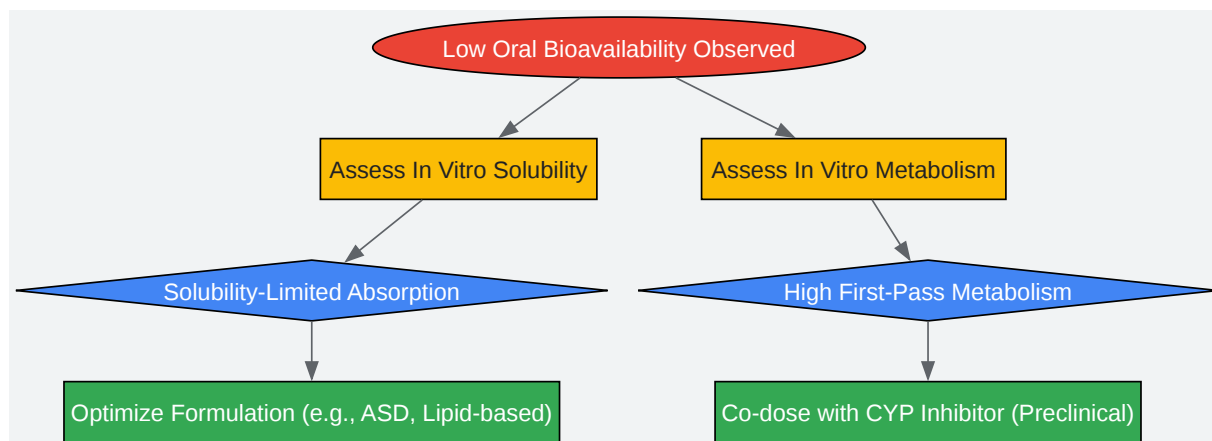 Low Oral Bioavailability Observed
Assess In Vitro Solubility
Assess In Vitro Metabolism
Solubility-Limited Absorption
High First-Pass Metabolism
Optimize Formulation (e.g., ASD, Lipid-based)
Co-dose with CYP Inhibitor (Preclinical)